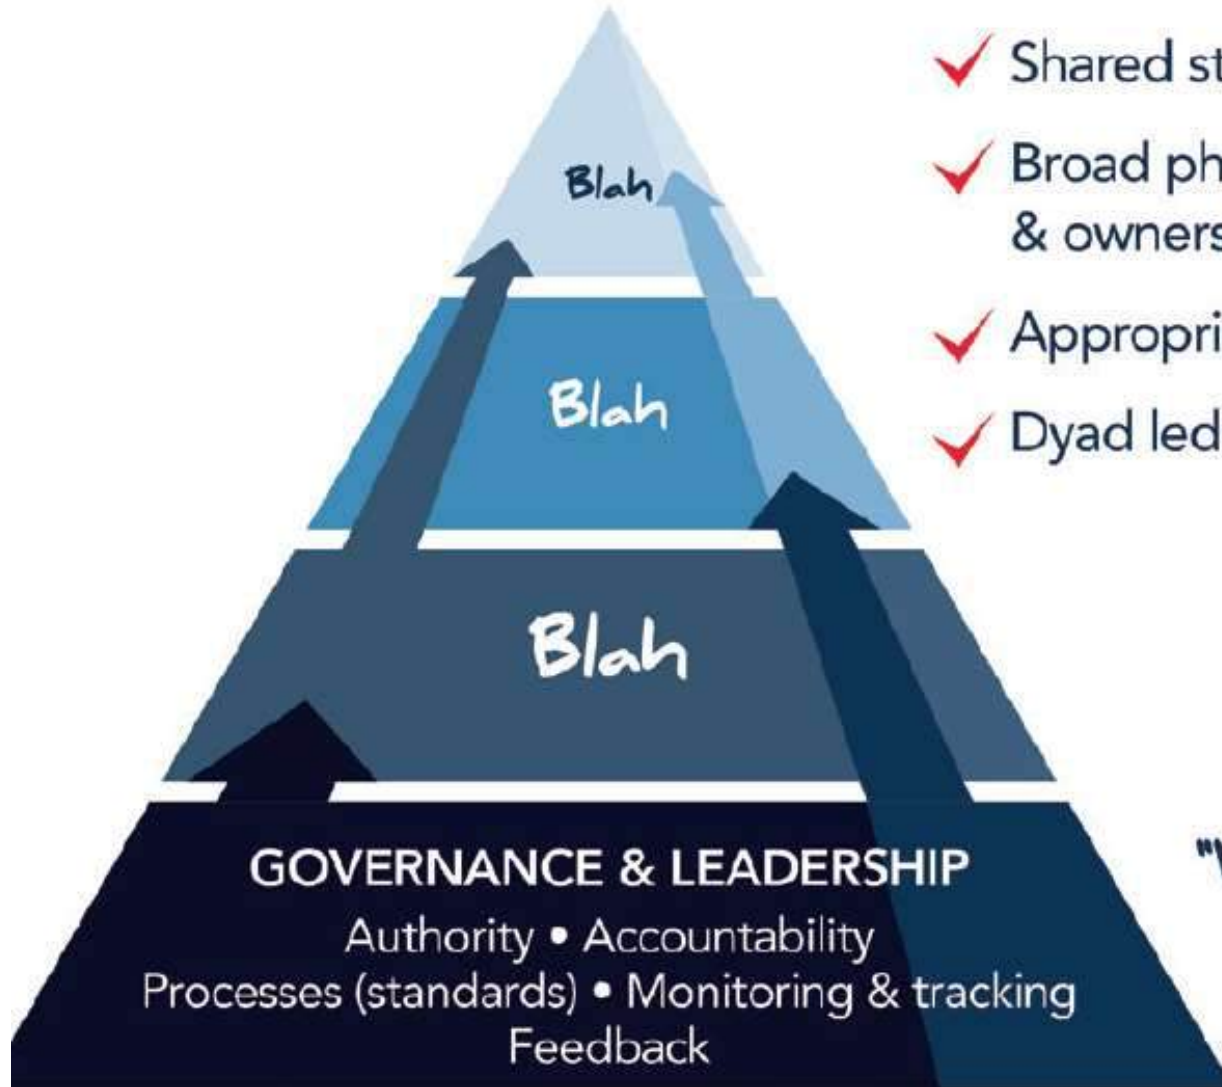 Shared st
Broad ph
& owners
Appropri
Dyad led
Blah
Blah
Blah
GOVERNANCE & LEADERSHIP
Authority • Accountability
Processes (standards) • Monitoring & tracking
Feedback